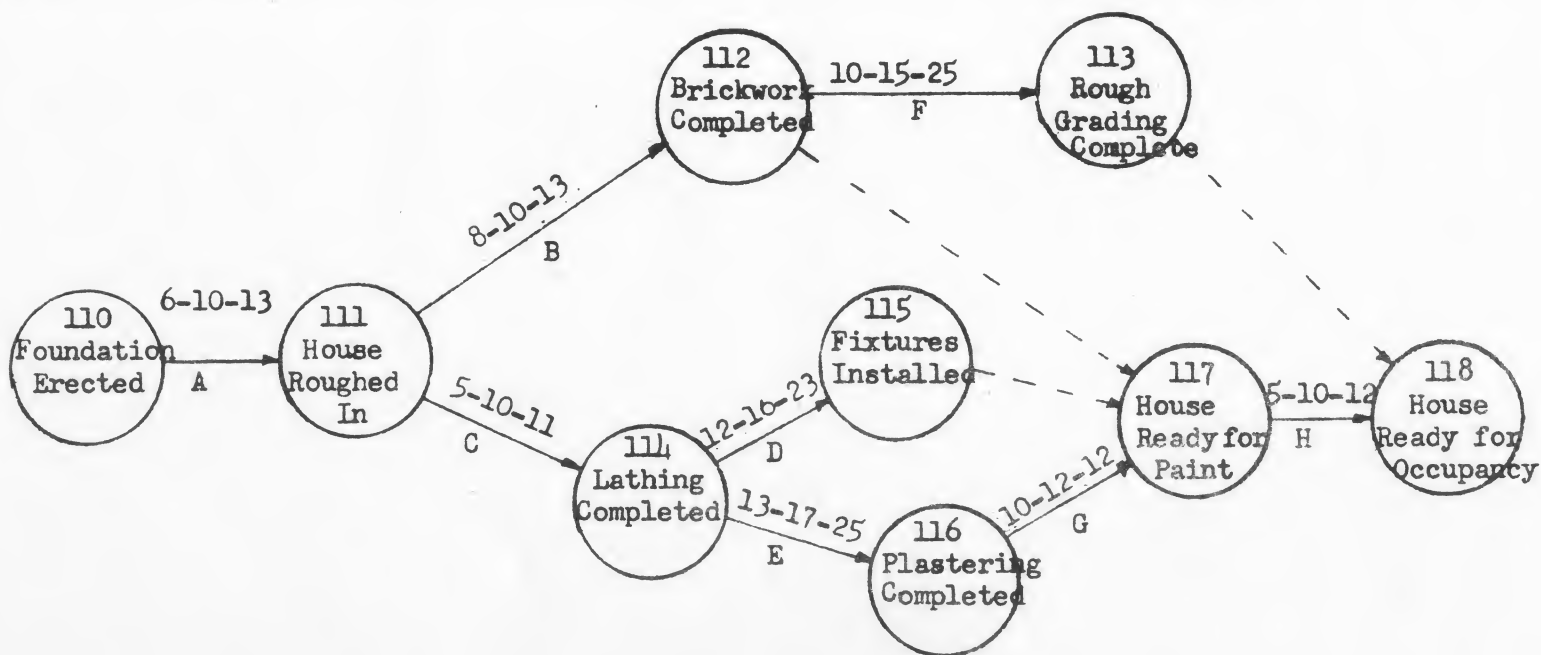 112
Brickwork
Completed
10-15-25
F
113
Rough
Grading
Complete
8-10-13
B
6-10-13
110
Foundation
Erected
A
111
House
Roughed
In
115
Fixtures
Installed
5-10-11
C
12-16-23
D
114
Lathing
Completed
13-17-25
E
116
Plastering
Completed
10-12-12
G
117
House
Ready for
Paint
5-10-12
H
118
House
Ready for
Occupancy